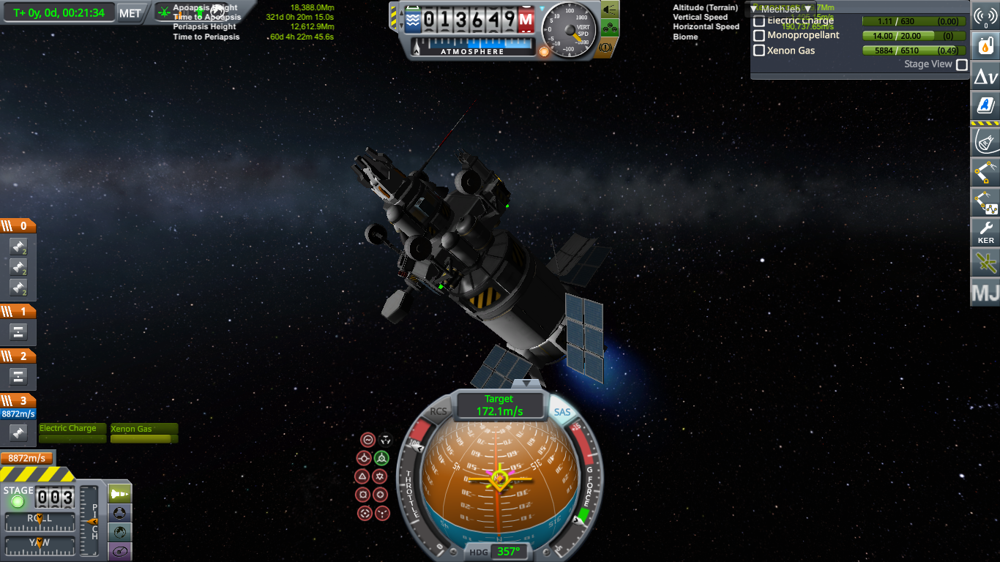 T+ 0y, 0d, 00:21:34
MET
Apoapsis Height 18,388.0Mm
Time to Apoapsis 321d 0h 20m 15.0s
Periapsis Height 12,612.9Mm
Time to Periapsis 60d 4h 22m 45.6s
013649M
ATMOSPHERE
VERT
SPD
Altitude (Terrain)
Vertical Speed
Horizontal Speed
Biome
▼ MechJeb ▼
Electric Charge 1.11 / 630 (0.00)
Monopropellant 14.00 / 20.00 (0)
Xenon Gas 5884 / 6510 (0.49)
Stage View
Δv
KER
MJ
0
2
2
2
1
2
3
8872m/s
Electric Charge
Xenon Gas
8872m/s
STAGE
003
ROLL
YAW
PITCH
RCS
Target
172.1m/s
SAS
THROTTLE
G FORCE
HDG 357°